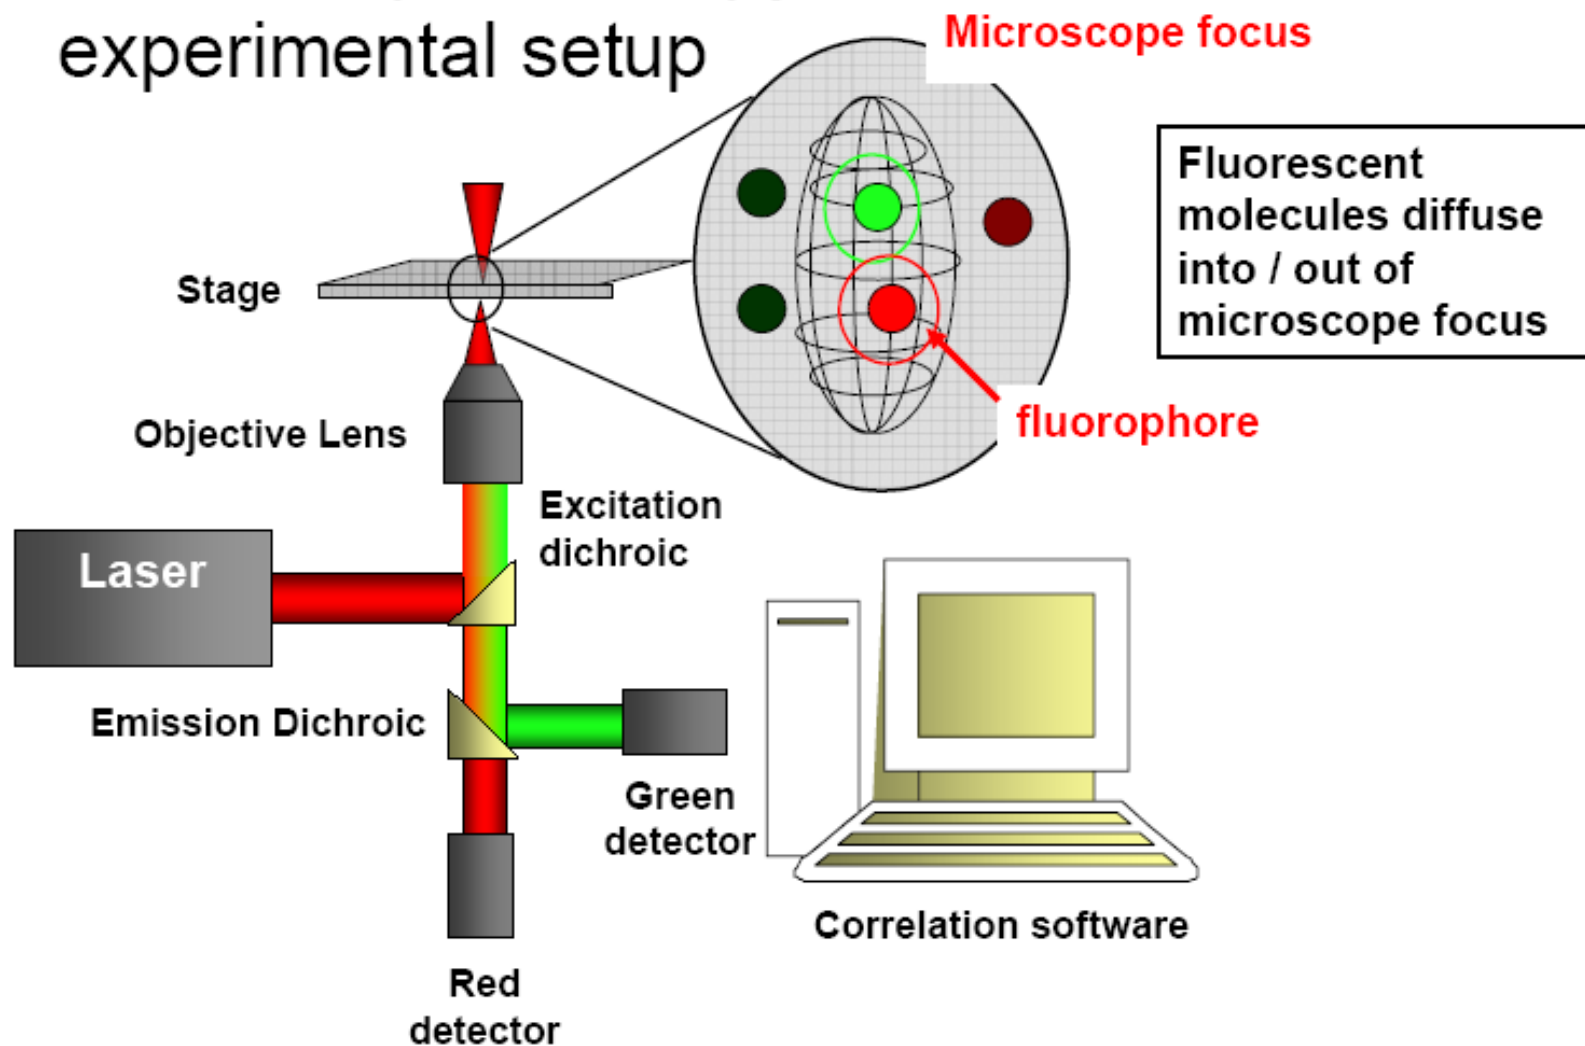 experimental setup
Microscope focus
Fluorescent
molecules diffuse
into / out of
microscope focus
Stage
fluorophore
Objective Lens
Excitation
dichroic
Laser
Emission Dichroic
Green
detector
Correlation software
Red
detector